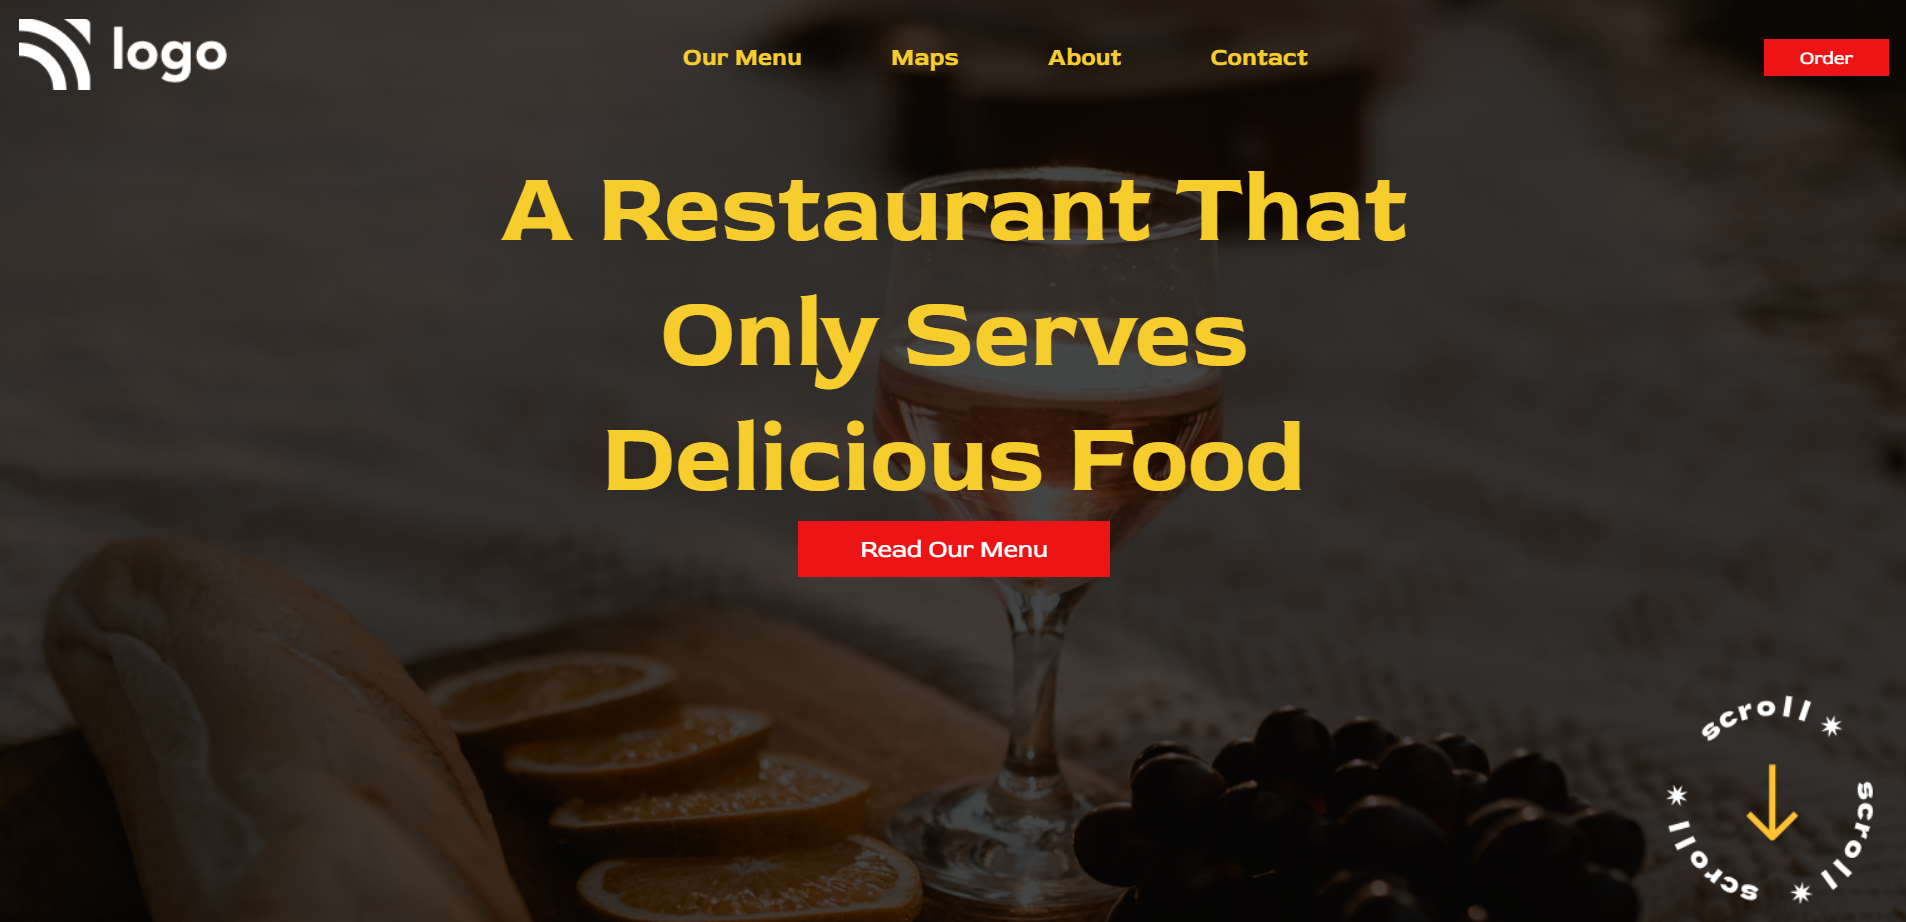 logo
Our Menu
Maps
About
Contact
Order
A Restaurant That
Only Serves
Delicious Food
Read Our Menu
scroll
scroll
scroll